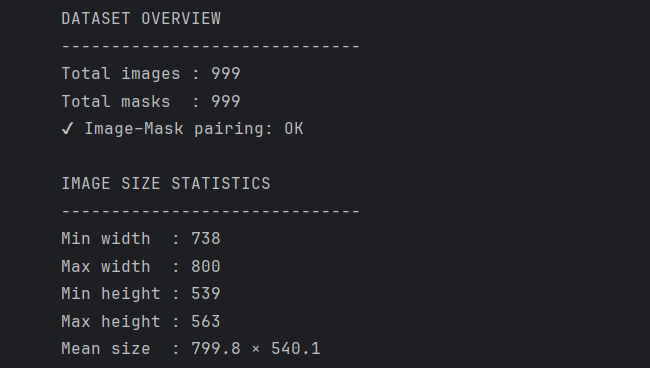 DATASET OVERVIEW
------------------------------
Total images : 999
Total masks  : 999
✓ Image-Mask pairing: OK

IMAGE SIZE STATISTICS
------------------------------
Min width  : 738
Max width  : 800
Min height : 539
Max height : 563
Mean size  : 799.8 × 540.1